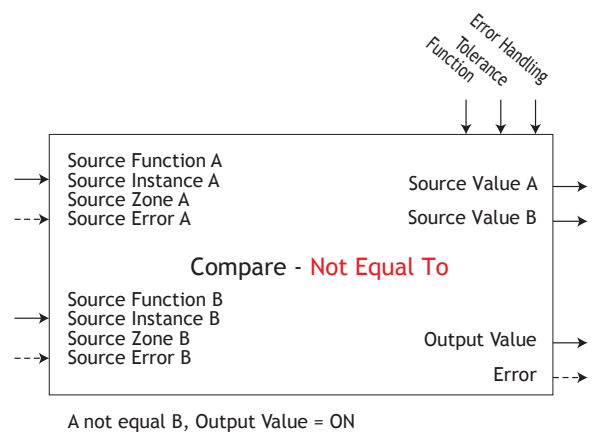 Function
Tolerance
Error Handling
Source Function A
Source Instance A
Source Zone A
Source Error A
Source Value A
Source Value B
Compare - Not Equal To
Source Function B
Source Instance B
Source Zone B
Source Error B
Output Value
Error
A not equal B, Output Value = ON